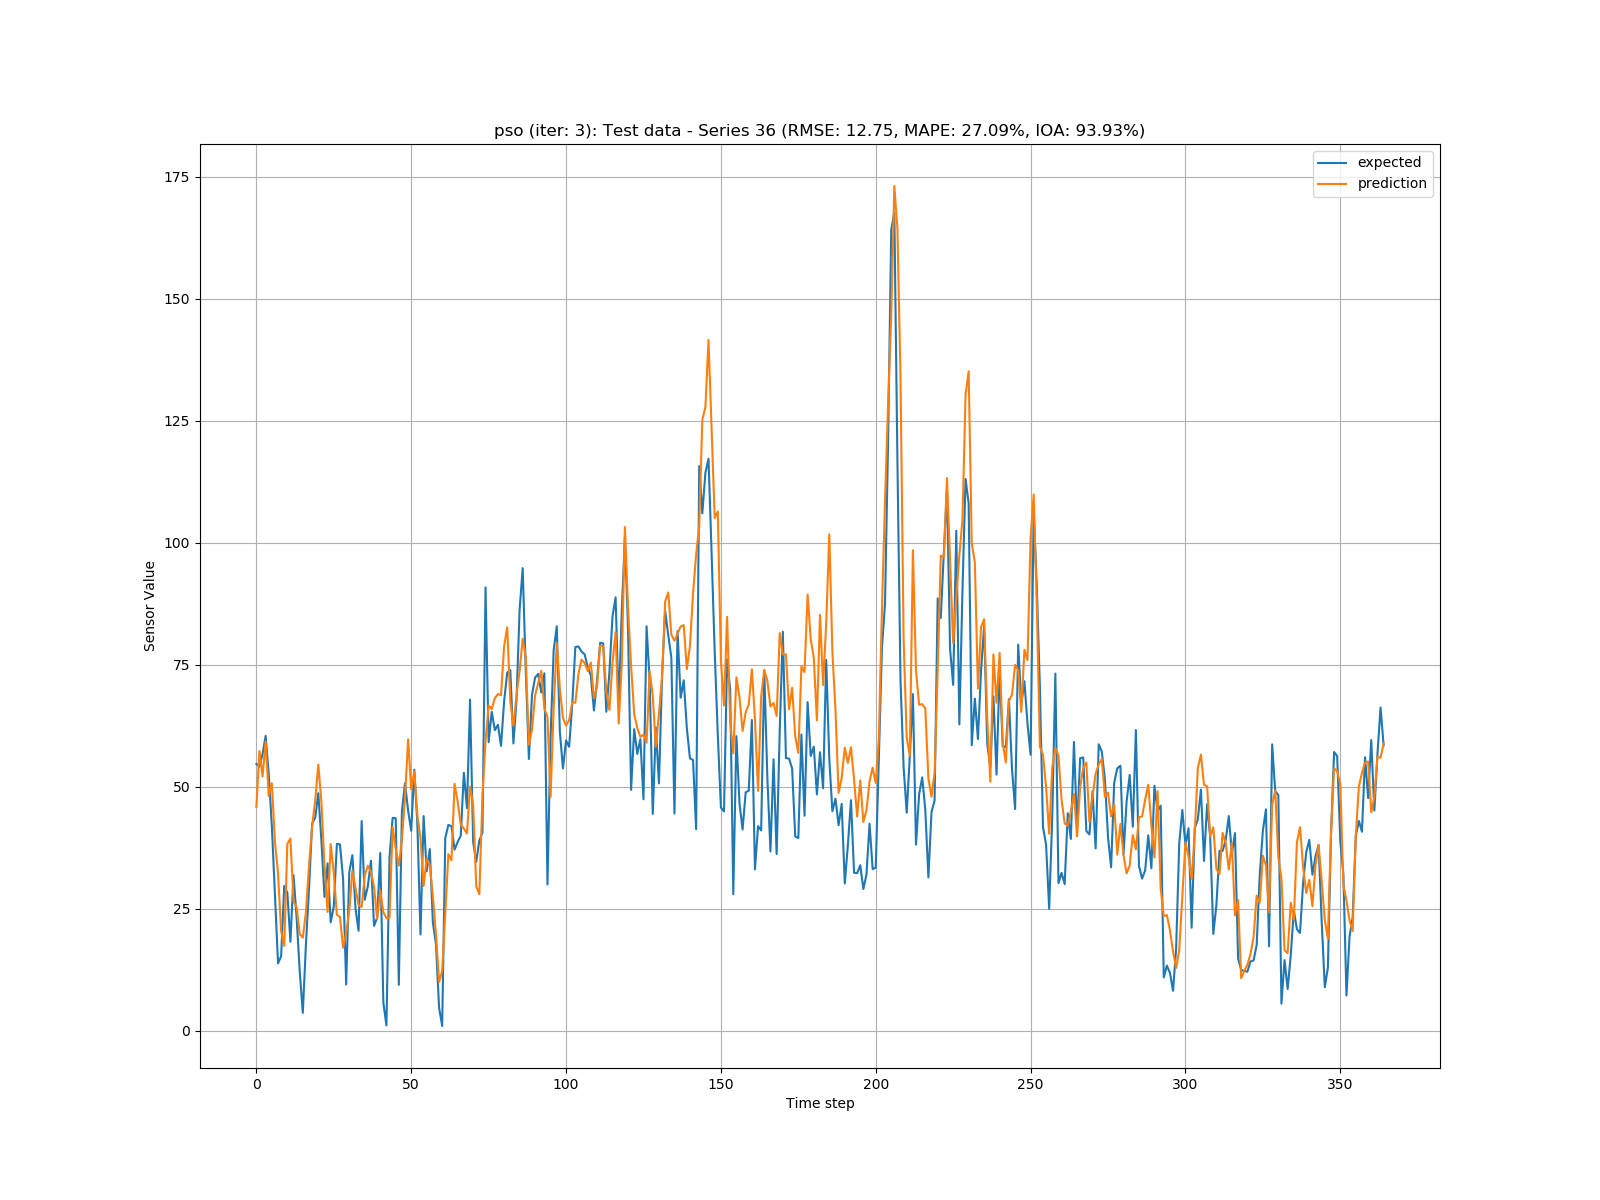 pso (iter: 3): Test data - Series 36 (RMSE: 12.75, MAPE: 27.09%, IOA: 93.93%)
expected
prediction
175
150
125
100
75
50
25
0
Sensor Value
0 50 100 150 200 250 300 350
Time step